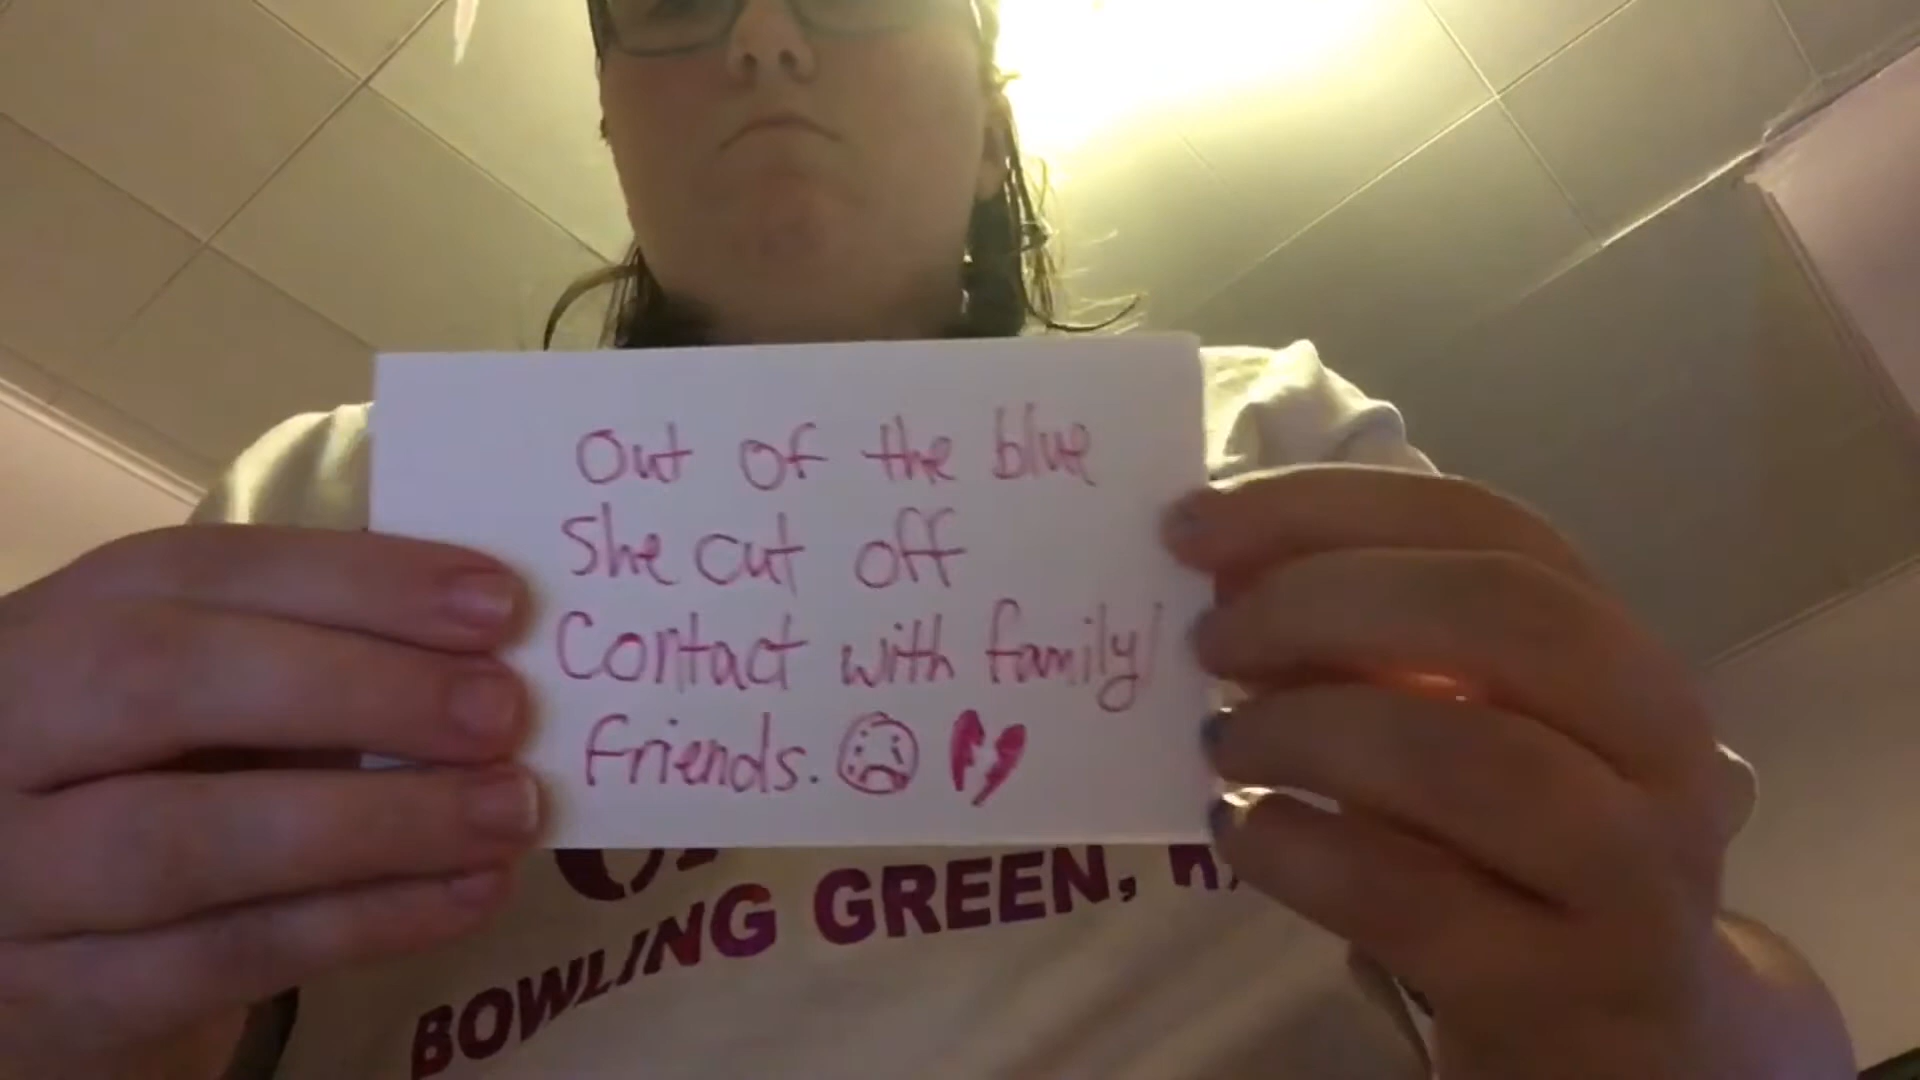 Out of the blue
She cut off
Contact with family/
friends.
BOWLING GREEN,